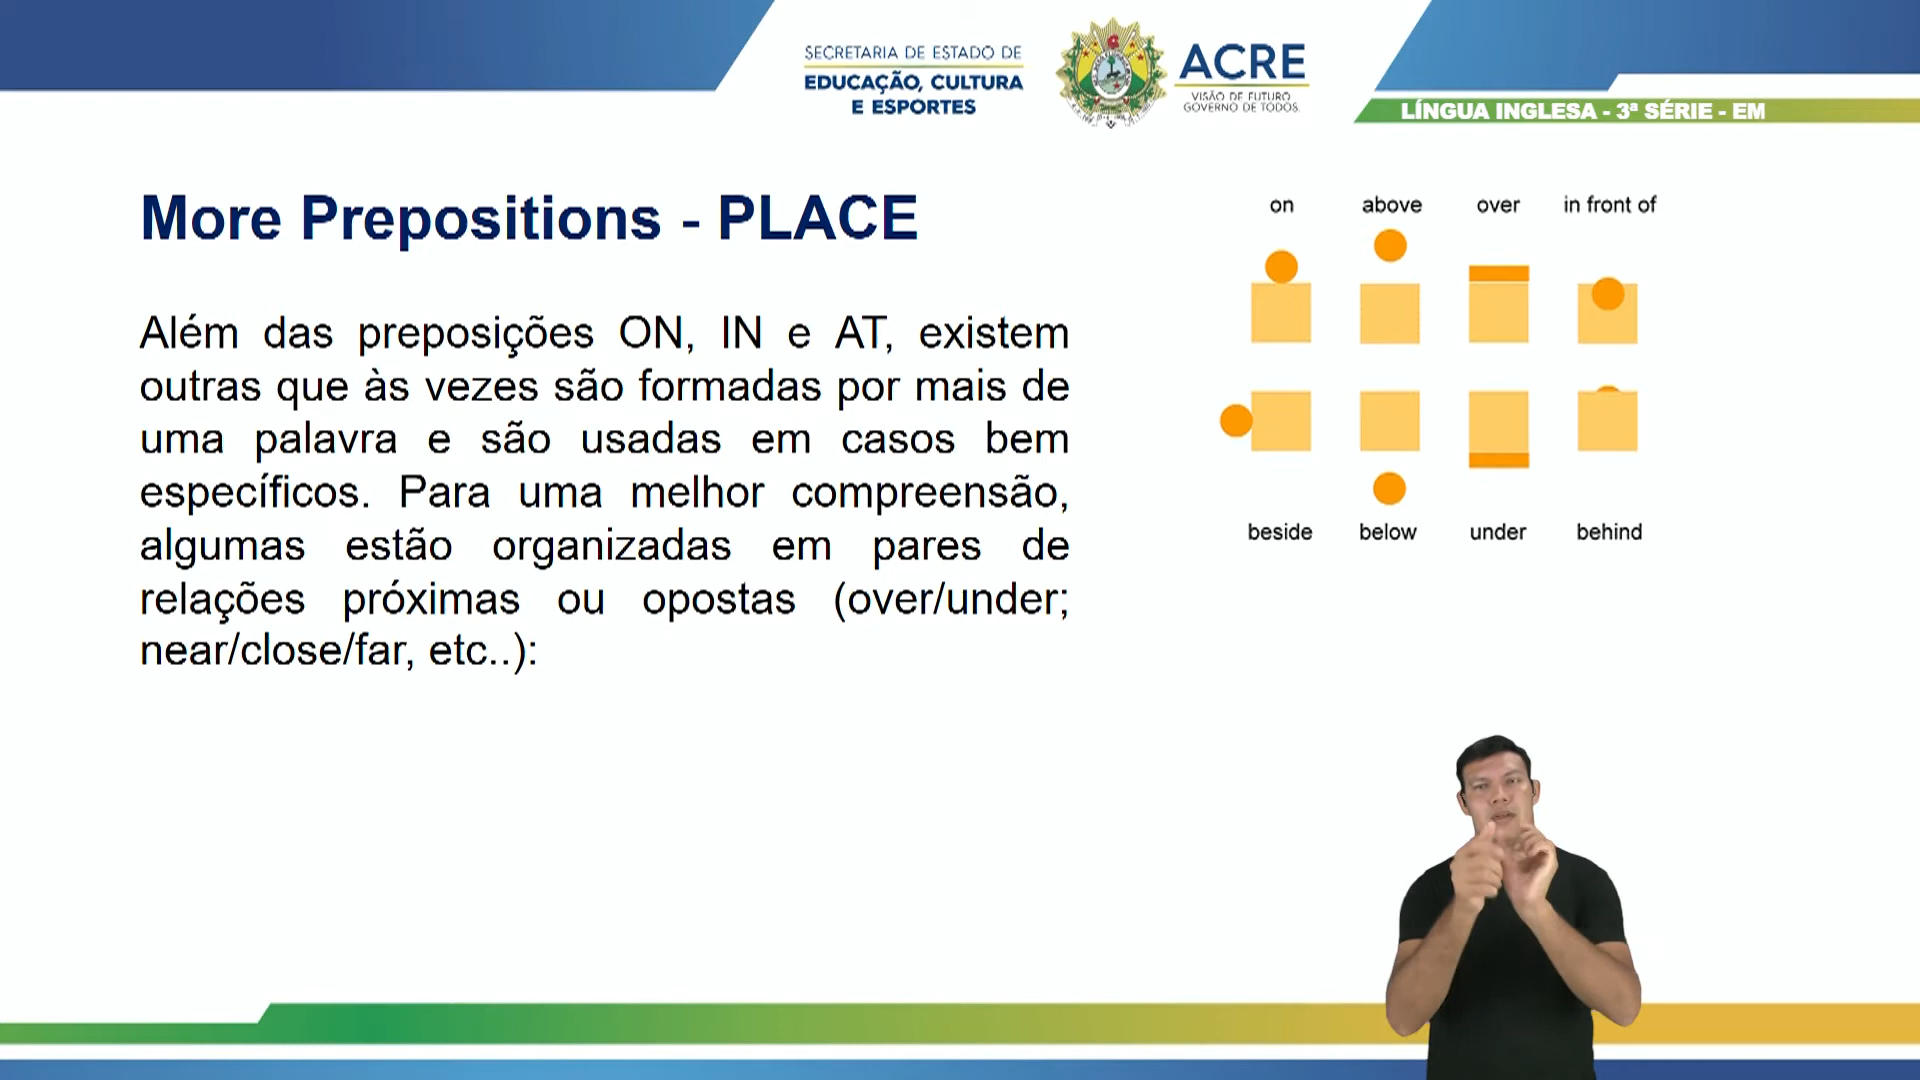 SECRETARIA DE ESTADO DE
EDUCAÇÃO, CULTURA
E ESPORTES
ACRE
VISÃO DE FUTURO
GOVERNO DE TODOS.
LÍNGUA INGLESA - 3ª SÉRIE - EM
More Prepositions - PLACE
Além das preposições ON, IN e AT, existem
outras que às vezes são formadas por mais de
uma palavra e são usadas em casos bem
específicos. Para uma melhor compreensão,
algumas estão organizadas em pares de
relações próximas ou opostas (over/under;
near/close/far, etc..):
on above over in front of
beside below under behind